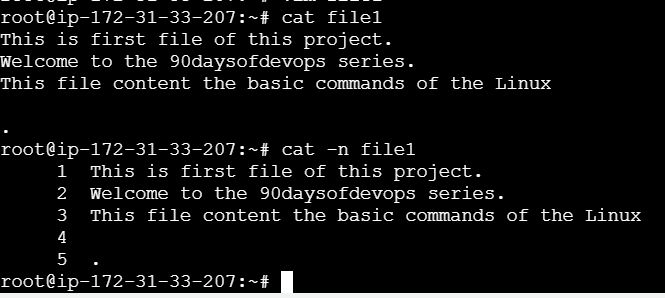 root@ip-172-31-33-207:~# cat file1
This is first file of this project.
Welcome to the 90daysofdevops series.
This file content the basic commands of the Linux

.
root@ip-172-31-33-207:~# cat -n file1
     1  This is first file of this project.
     2  Welcome to the 90daysofdevops series.
     3  This file content the basic commands of the Linux
     4
     5  .
root@ip-172-31-33-207:~#